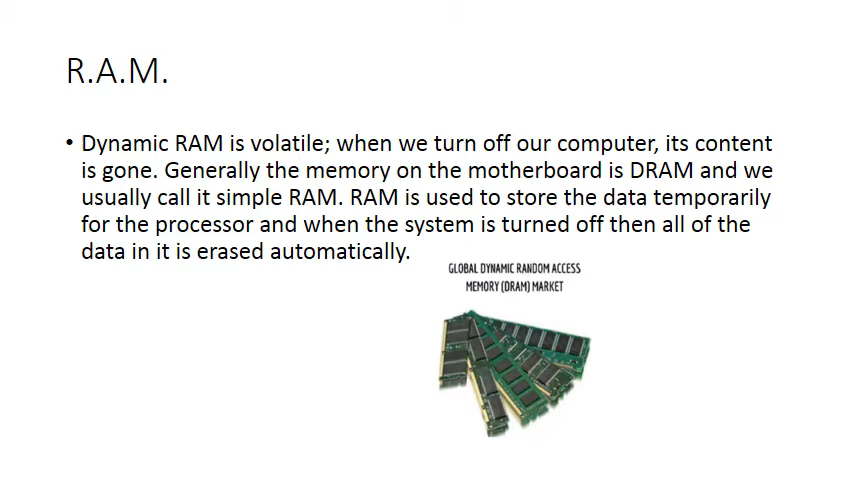 R.A.M.
• Dynamic RAM is volatile; when we turn off our computer, its content
is gone. Generally the memory on the motherboard is DRAM and we
usually call it simple RAM. RAM is used to store the data temporarily
for the processor and when the system is turned off then all of the
data in it is erased automatically.
GLOBAL DYNAMIC RANDOM ACCESS
MEMORY (DRAM) MARKET